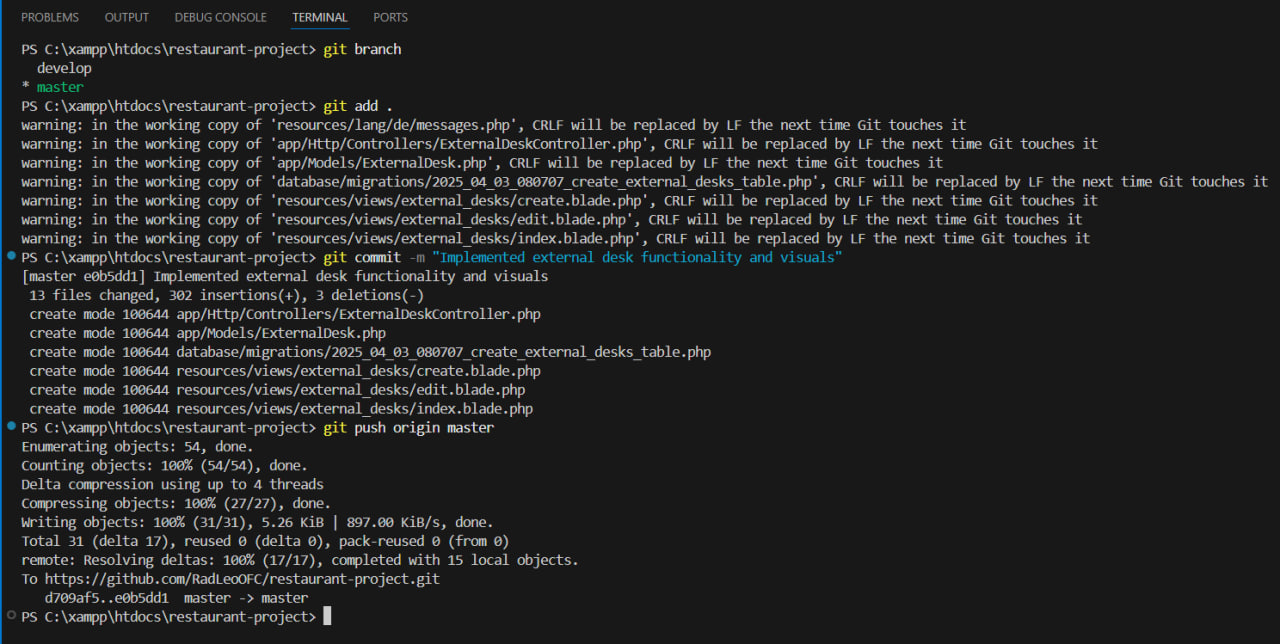 PROBLEMS OUTPUT DEBUG CONSOLE TERMINAL PORTS
PS C:\xampp\htdocs\restaurant-project> git branch
  develop
* master
PS C:\xampp\htdocs\restaurant-project> git add .
warning: in the working copy of 'resources/lang/de/messages.php', CRLF will be replaced by LF the next time Git touches it
warning: in the working copy of 'app/Http/Controllers/ExternalDeskController.php', CRLF will be replaced by LF the next time Git touches it
warning: in the working copy of 'app/Models/ExternalDesk.php', CRLF will be replaced by LF the next time Git touches it
warning: in the working copy of 'database/migrations/2025_04_03_080707_create_external_desks_table.php', CRLF will be replaced by LF the next time Git touches it
warning: in the working copy of 'resources/views/external_desks/create.blade.php', CRLF will be replaced by LF the next time Git touches it
warning: in the working copy of 'resources/views/external_desks/edit.blade.php', CRLF will be replaced by LF the next time Git touches it
warning: in the working copy of 'resources/views/external_desks/index.blade.php', CRLF will be replaced by LF the next time Git touches it
PS C:\xampp\htdocs\restaurant-project> git commit -m "Implemented external desk functionality and visuals"
[master e0b5dd1] Implemented external desk functionality and visuals
 13 files changed, 302 insertions(+), 3 deletions(-)
 create mode 100644 app/Http/Controllers/ExternalDeskController.php
 create mode 100644 app/Models/ExternalDesk.php
 create mode 100644 database/migrations/2025_04_03_080707_create_external_desks_table.php
 create mode 100644 resources/views/external_desks/create.blade.php
 create mode 100644 resources/views/external_desks/edit.blade.php
 create mode 100644 resources/views/external_desks/index.blade.php
PS C:\xampp\htdocs\restaurant-project> git push origin master
Enumerating objects: 54, done.
Counting objects: 100% (54/54), done.
Delta compression using up to 4 threads
Compressing objects: 100% (27/27), done.
Writing objects: 100% (31/31), 5.26 KiB | 897.00 KiB/s, done.
Total 31 (delta 17), reused 0 (delta 0), pack-reused 0 (from 0)
remote: Resolving deltas: 100% (17/17), completed with 15 local objects.
To https://github.com/RadLeoOFC/restaurant-project.git
   d709af5..e0b5dd1  master -> master
PS C:\xampp\htdocs\restaurant-project>